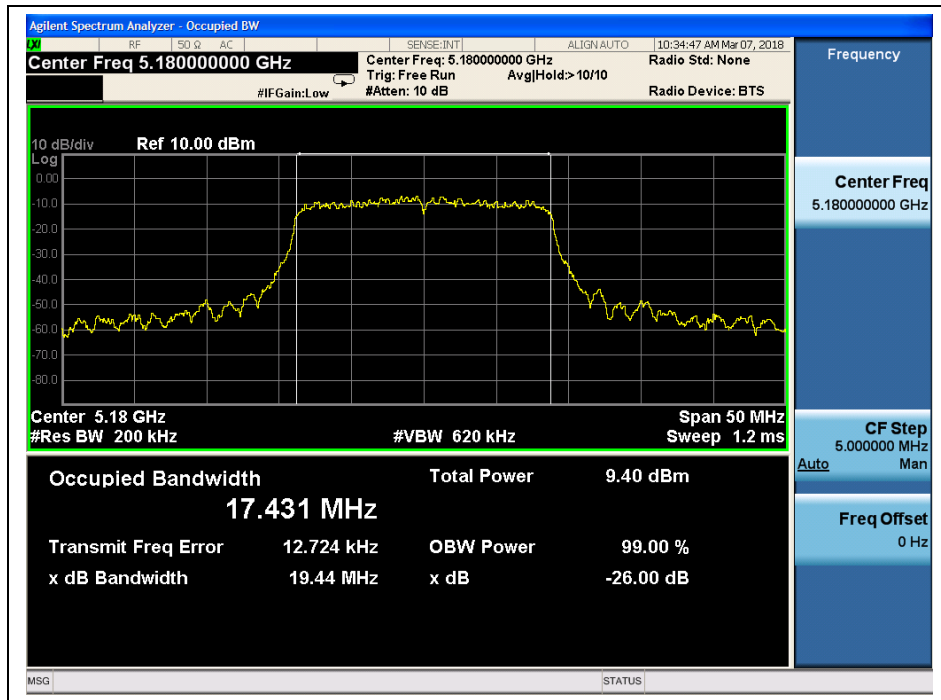 Agilent Spectrum Analyzer - Occupied BW
LXI RF 50 Ω AC SENSE:INT ALIGN AUTO 10:34:47 AM Mar 07, 2018
Center Freq 5.180000000 GHz
Center Freq: 5.180000000 GHz
Radio Std: None
Trig: Free Run Avg|Hold:>10/10
#IFGain:Low
#Atten: 10 dB
Radio Device: BTS
10 dB/div Ref 10.00 dBm
Log
0.00
-10.0
-20.0
-30.0
-40.0
-50.0
-60.0
-70.0
-80.0
Center 5.18 GHz Span 50 MHz
#Res BW 200 kHz #VBW 620 kHz Sweep 1.2 ms
Occupied Bandwidth Total Power 9.40 dBm
17.431 MHz
Transmit Freq Error 12.724 kHz OBW Power 99.00 %
x dB Bandwidth 19.44 MHz x dB -26.00 dB
MSG STATUS
Frequency
Center Freq
5.180000000 GHz
CF Step
5.000000 MHz
Auto Man
Freq Offset
0 Hz